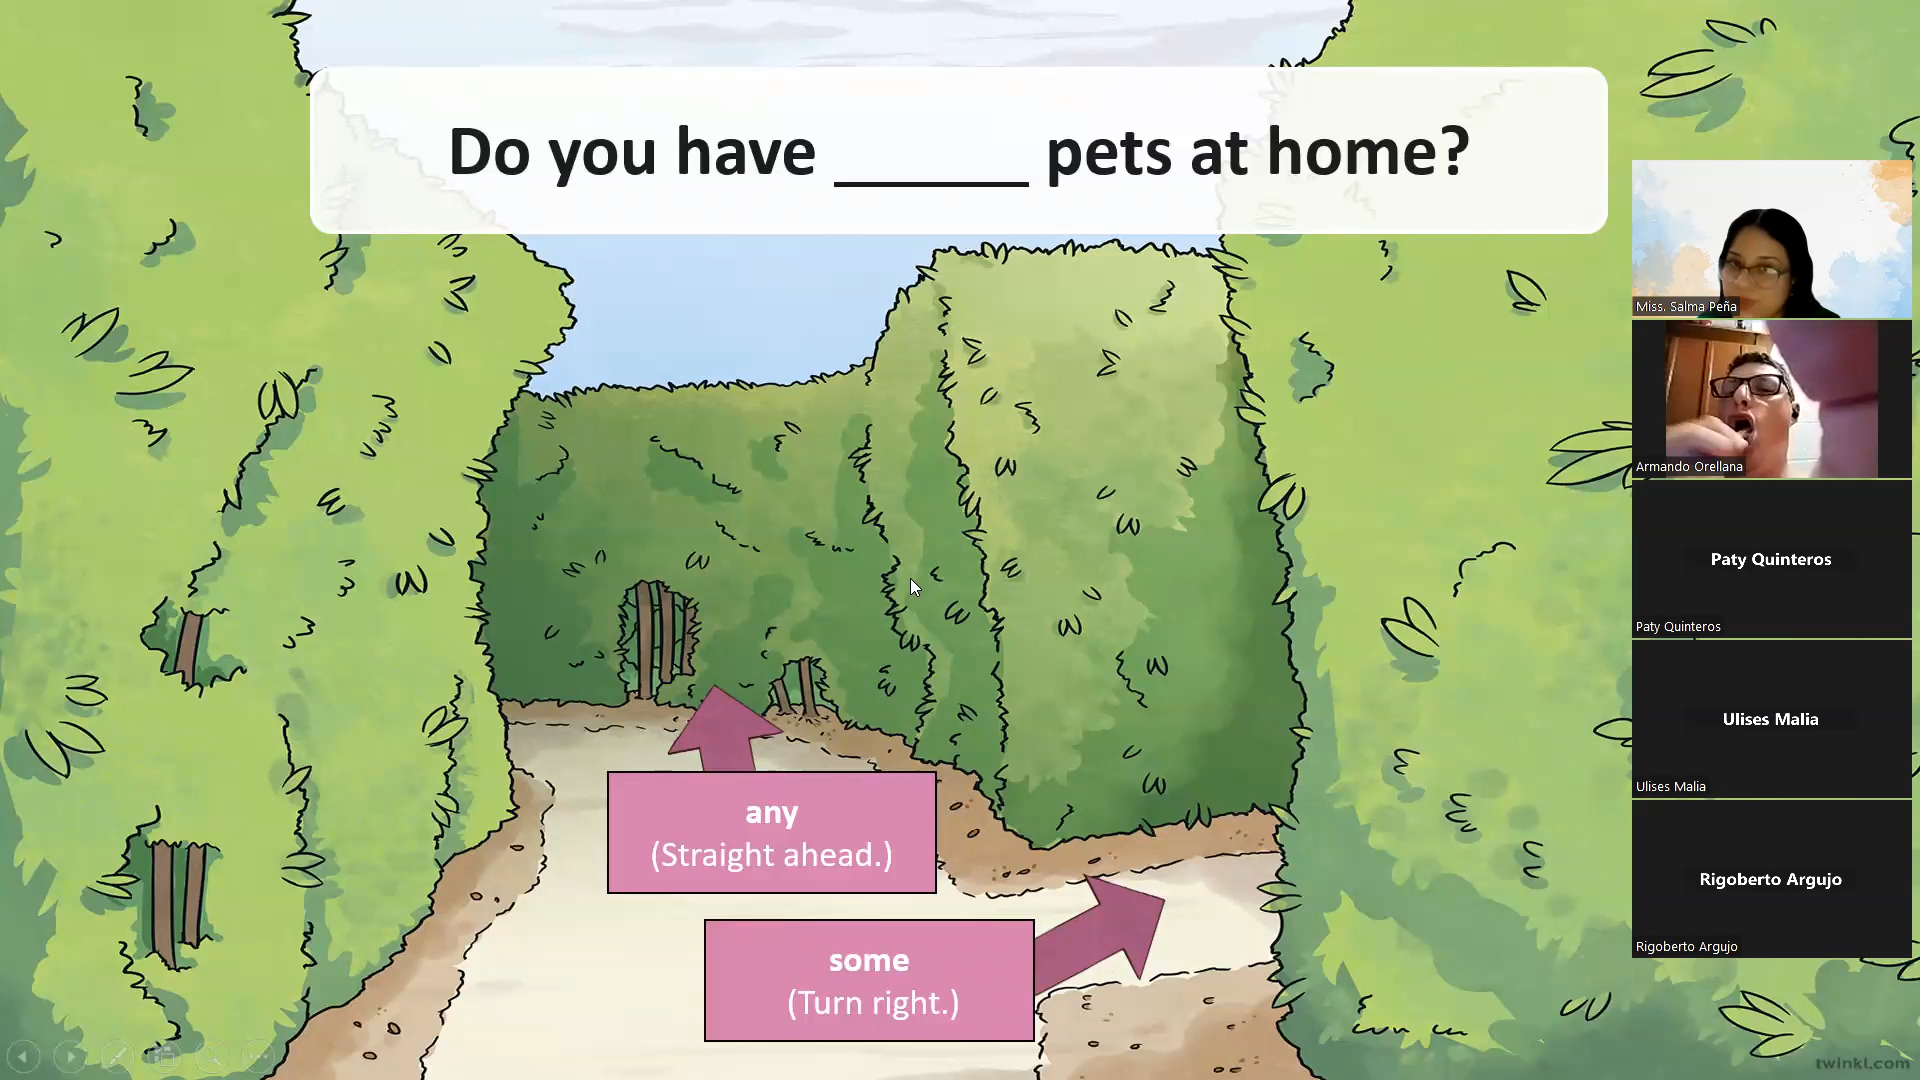 Do you have ______ pets at home?
any
(Straight ahead.)
some
(Turn right.)
Miss. Salma Peña
Armando Orellana
Paty Quinteros
Paty Quinteros
Ulises Malia
Ulises Malia
Rigoberto Argujo
Rigoberto Argujo
twinkl.com